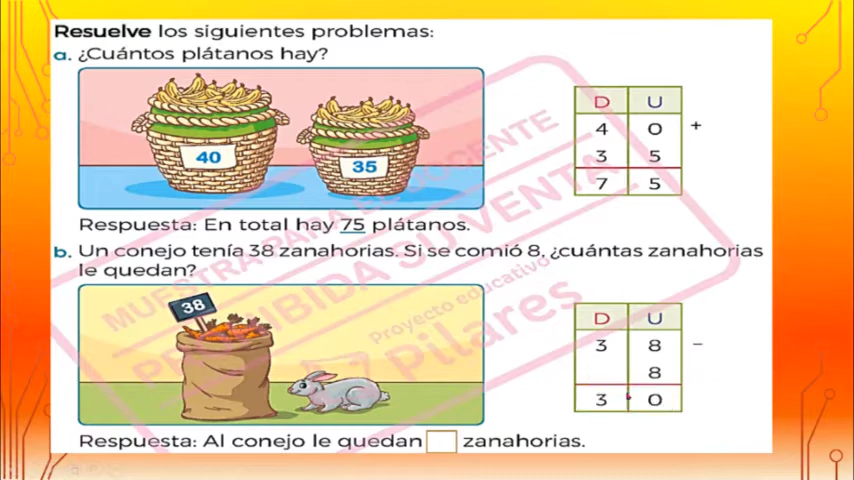 Resuelve los siguientes problemas:
a. ¿Cuántos plátanos hay?
40
35
D U
4 0 +
3 5
7 5
Respuesta: En total hay 75 plátanos.
b. Un conejo tenía 38 zanahorias. Si se comió 8, ¿cuántas zanahorias
le quedan?
38
D U
3 8 −
8
3 0
Respuesta: Al conejo le quedan zanahorias.
MUESTRA PARA EL DOCENTE
PROHIBIDA SU VENTA
Proyecto educativo
7 Pilares